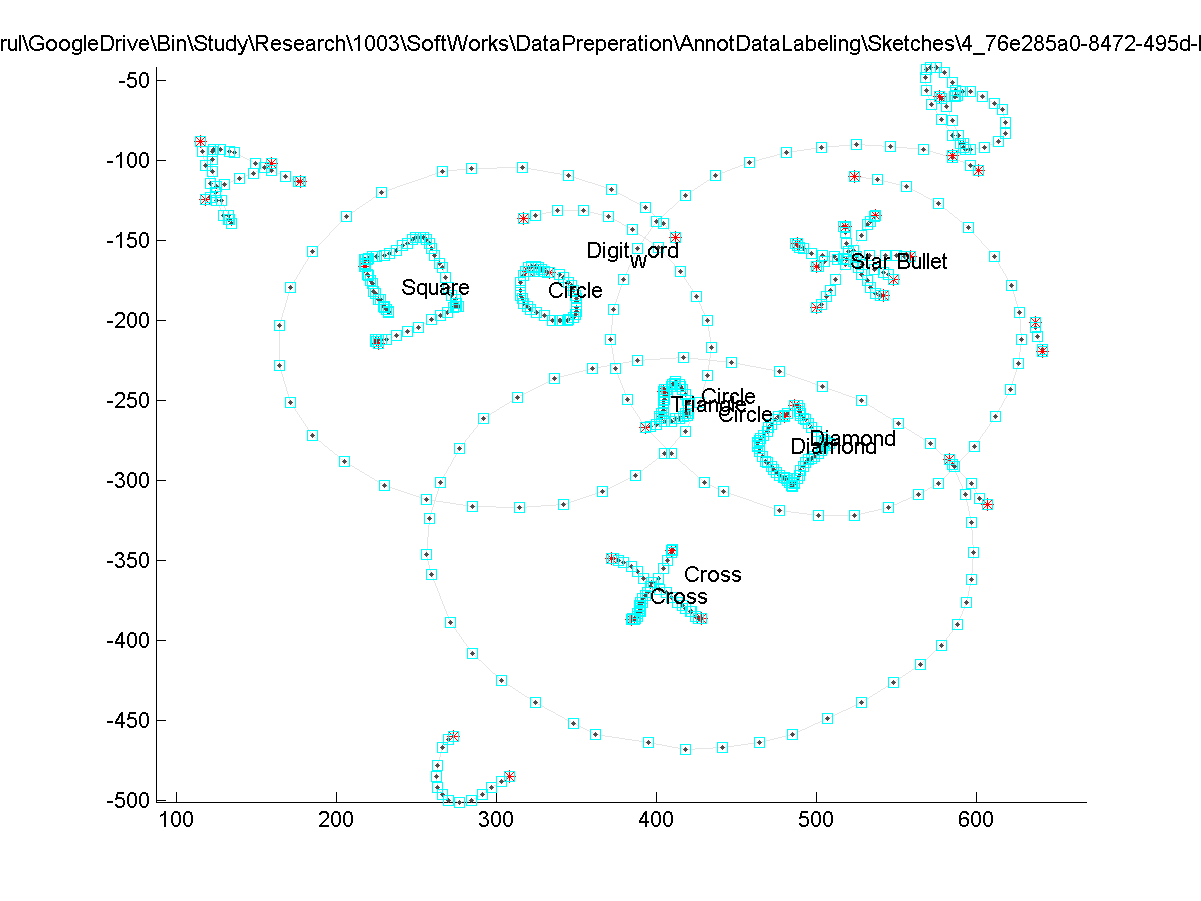 rul\GoogleDrive\Bin\Study\Research\1003\SoftWorks\DataPreperation\AnnotDataLabeling\Sketches\4_76e285a0-8472-495d-l
-50
-100
-150
-200
-250
-300
-350
-400
-450
-500
Digit word
w
Star Bullet
Square
Circle
Circle
Triangle
Circle
Diamond
Diamond
Cross
Cross
100
200
300
400
500
600